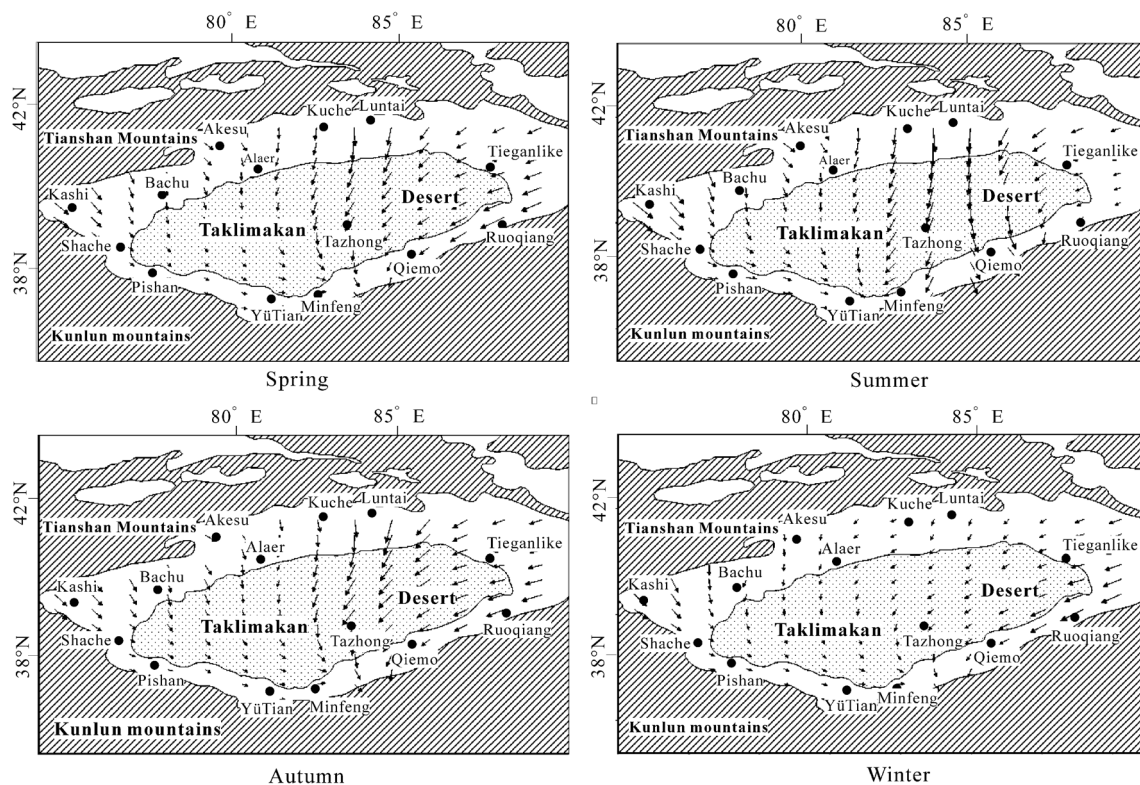 80° E 85°
42°N
38°N
Kuche
Luntai
Tianshan Mountains
Akesu
Alaer
Tieganlike
Bachu
Kashi
Desert
Taklimakan
Tazhong
Ruoqiang
Shache
Qiemo
Pishan
YüTian
Minfeng
Kunlun mountains
Spring
80° E 85°
42°N
38°N
Kuche
Luntai
Tianshan Mountains
Akesu
Alaer
Tieganlike
Bachu
Kashi
Desert
Taklimakan
Tazhong
Ruoqiang
Shache
Qiemo
Pishan
YüTian
Minfeng
Kunlun mountains
Summer
80° E 85°
42°N
38°N
Kuche
Luntai
Tianshan Mountains
Akesu
Alaer
Tieganlike
Bachu
Kashi
Desert
Taklimakan
Tazhong
Ruoqiang
Shache
Qiemo
Pishan
YüTian
Minfeng
Kunlun mountains
Autumn
80° E 85°
42°N
38°N
Kuche
Luntai
Tianshan Mountains
Akesu
Alaer
Tieganlike
Bachu
Kashi
Desert
Taklimakan
Tazhong
Ruoqiang
Shache
Qiemo
Pishan
YüTian
Minfeng
Kunlun mountains
Winter